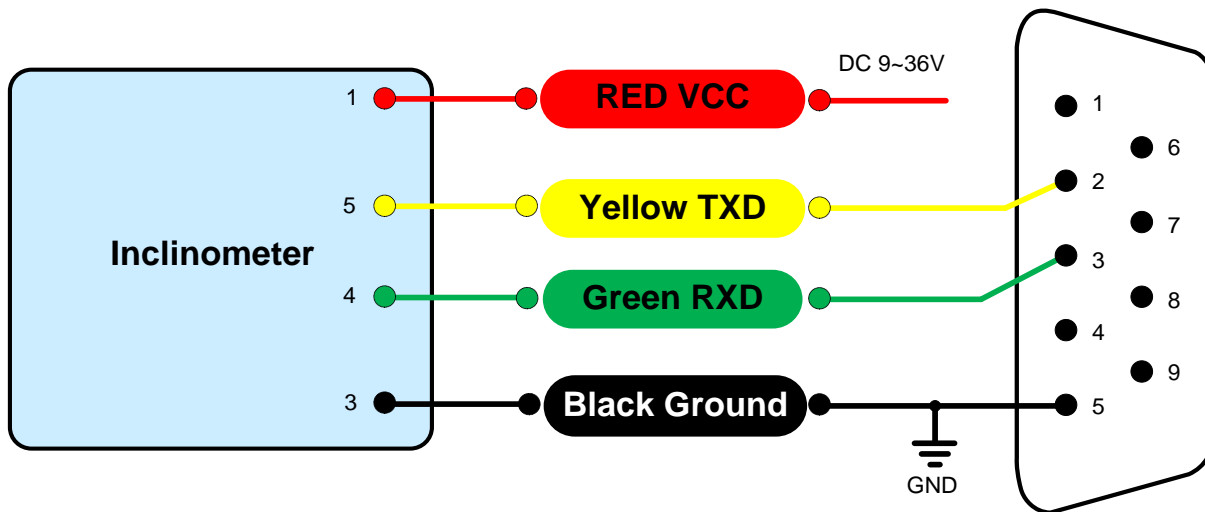 DC 9~36V
1
RED VCC
1
6
5
Yellow TXD
2
7
Inclinometer
4
Green RXD
3
8
4
9
3
Black Ground
5
GND